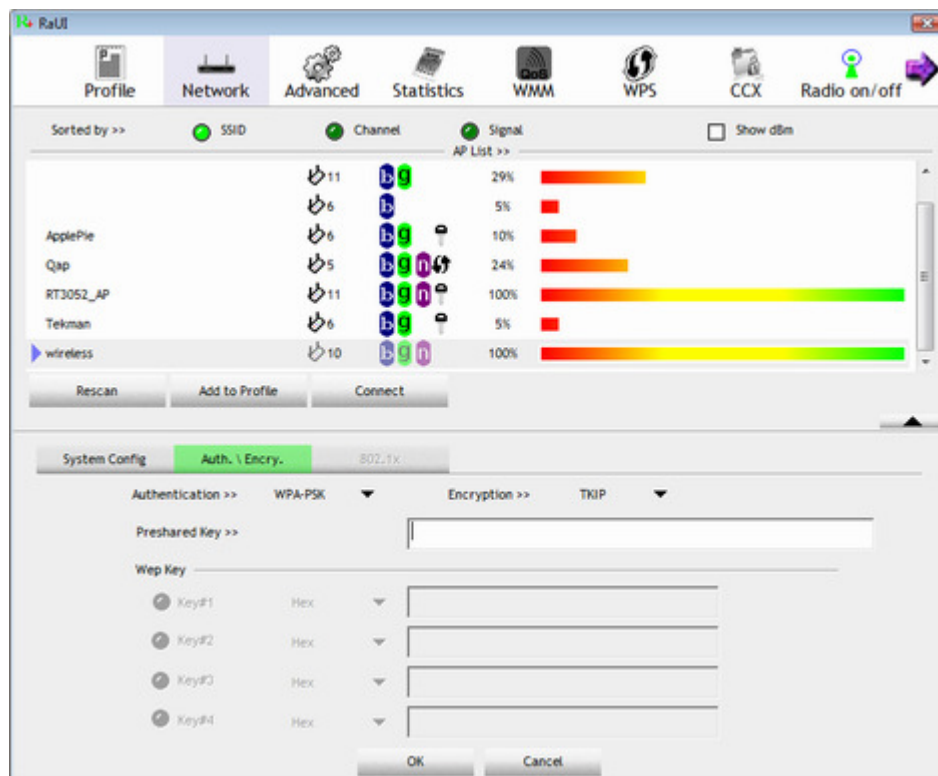 RaUI
Profile Network Advanced Statistics QoS WMM WPS CCX Radio on/off
Sorted by >> SSID Channel Signal Show dBm
AP List >>
11 b g 29%
6 b 5%
ApplePie 6 b g 10%
Qap 5 b g n 24%
RT3052_AP 11 b g n 100%
Tekman 6 b g 5%
wireless 10 b g n 100%
Rescan Add to Profile Connect
System Config Auth. \ Encry. 802.1x
Authentication >> WPA-PSK Encryption >> TKIP
Preshared Key >>
Wep Key
Key#1 Hex
Key#2 Hex
Key#3 Hex
Key#4 Hex
OK Cancel